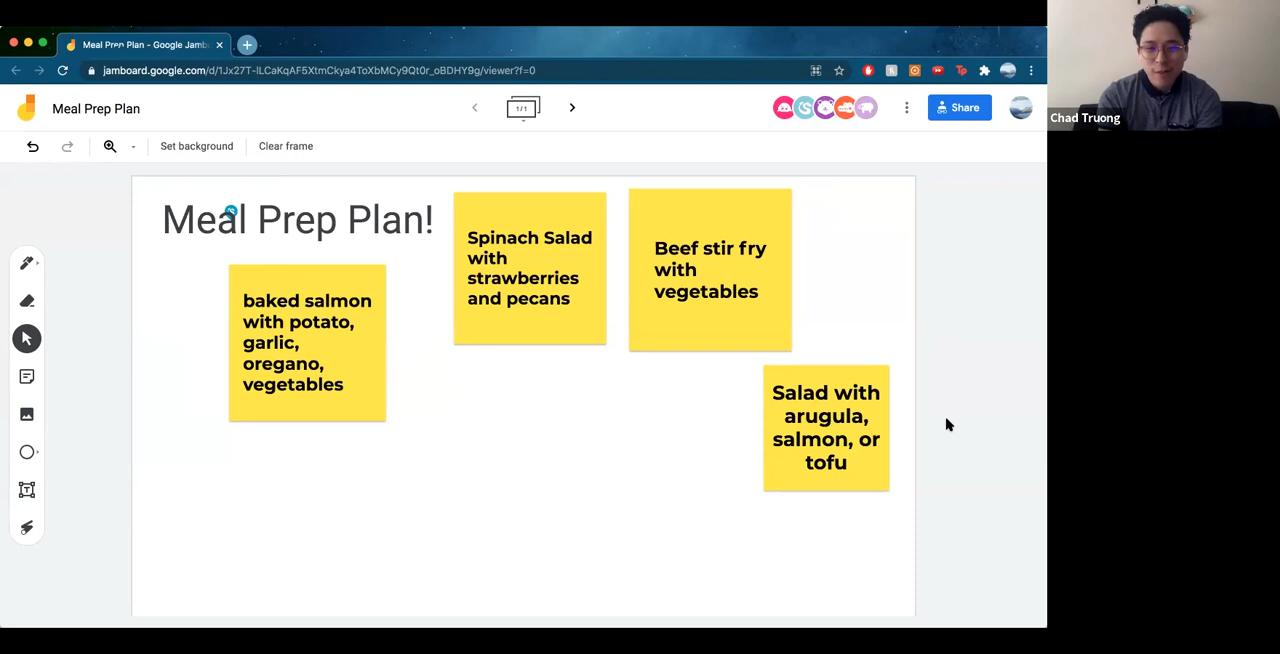 Meal Prep Plan - Google Jamb
jamboard.google.com/d/1Jx27T-lLCaKqAF5XtmCkya4ToXbMCy9Qt0r_oBDHY9g/viewer?f=0
Chad Truong
Meal Prep Plan
1/1
Share
Set background
Clear frame
Meal Prep Plan!
baked salmon
with potato,
garlic,
oregano,
vegetables
Spinach Salad
with
strawberries
and pecans
Beef stir fry
with
vegetables
Salad with
arugula,
salmon, or
tofu